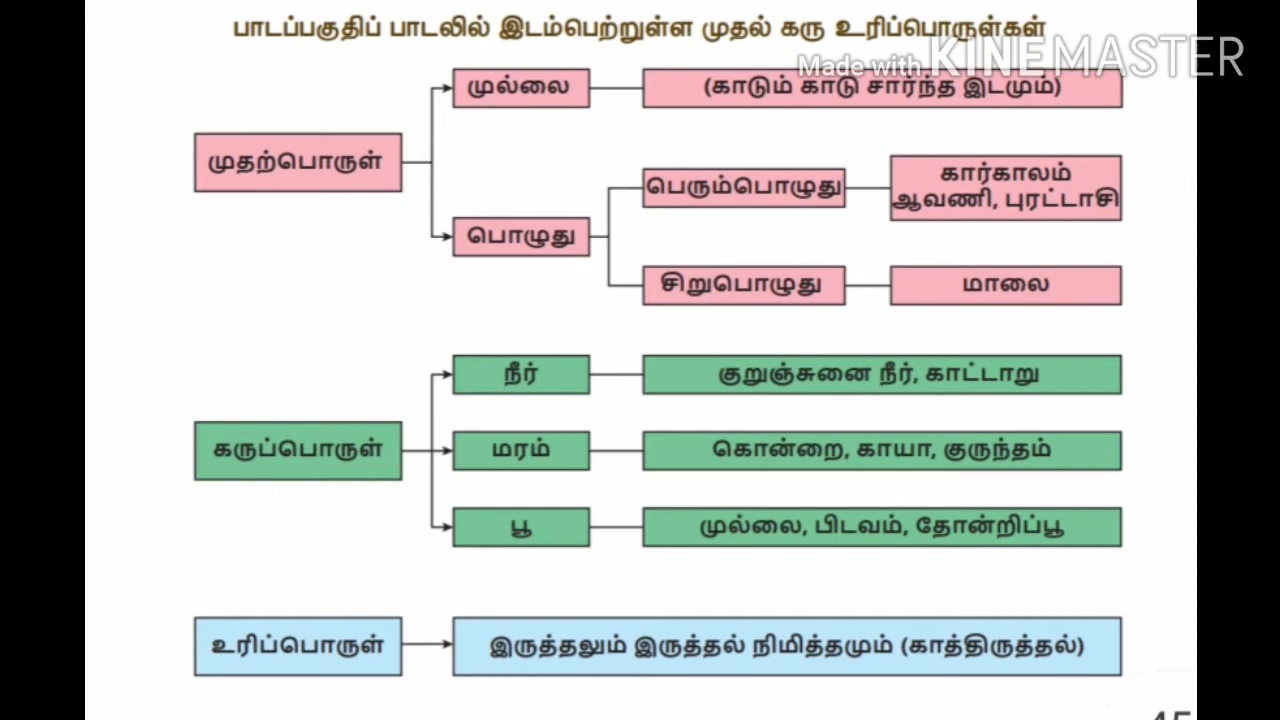 பாடப்பகுதிப் பாடலில் இடம்பெற்றுள்ள முதல் கரு உரிப்பொருள்கள்
Made with KINEMASTER
முல்லை
(காடும் காடு சார்ந்த இடமும்)
முதற்பொருள்
பெரும்பொழுது
கார்காலம்
ஆவணி, புரட்டாசி
பொழுது
சிறுபொழுது
மாலை
நீர்
குறுஞ்சுனை நீர், காட்டாறு
கருப்பொருள்
மரம்
கொன்றை, காயா, குருந்தம்
பூ
முல்லை, பிடவம், தோன்றிப்பூ
உரிப்பொருள்
இருத்தலும் இருத்தல் நிமித்தமும் (காத்திருத்தல்)